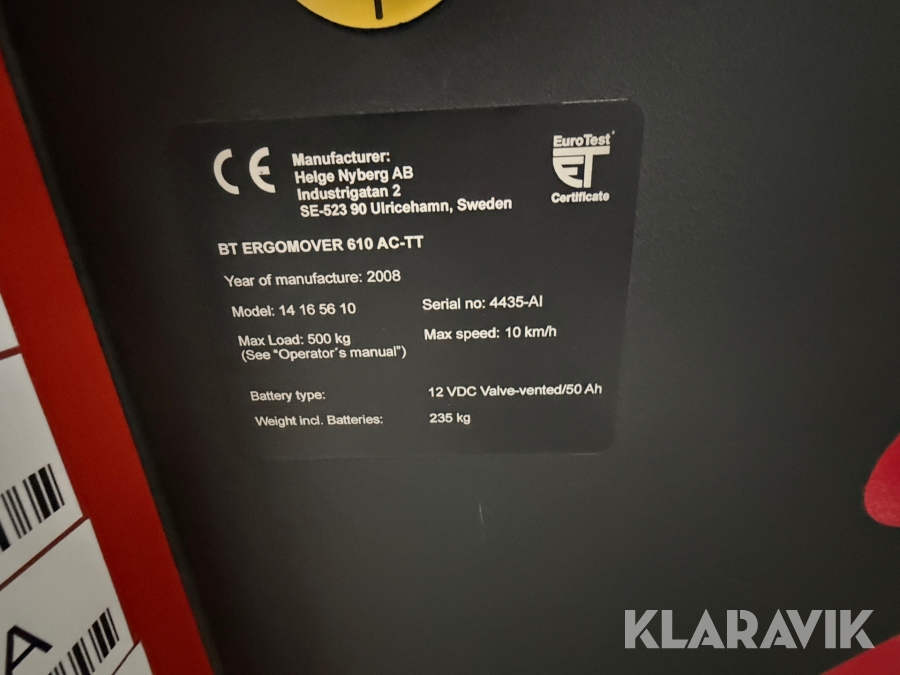 CE
Manufacturer:
Helge Nyberg AB
Industrigatan 2
SE-523 90 Ulricehamn, Sweden
EuroTest
ET
Certificate
BT ERGOMOVER 610 AC-TT
Year of manufacture: 2008
Model: 14 16 56 10
Serial no: 4435-AI
Max Load: 500 kg
(See “Operator´s manual”)
Max speed: 10 km/h
Battery type:
12 VDC Valve-vented/50 Ah
Weight incl. Batteries:
235 kg
A
KLARAVIK